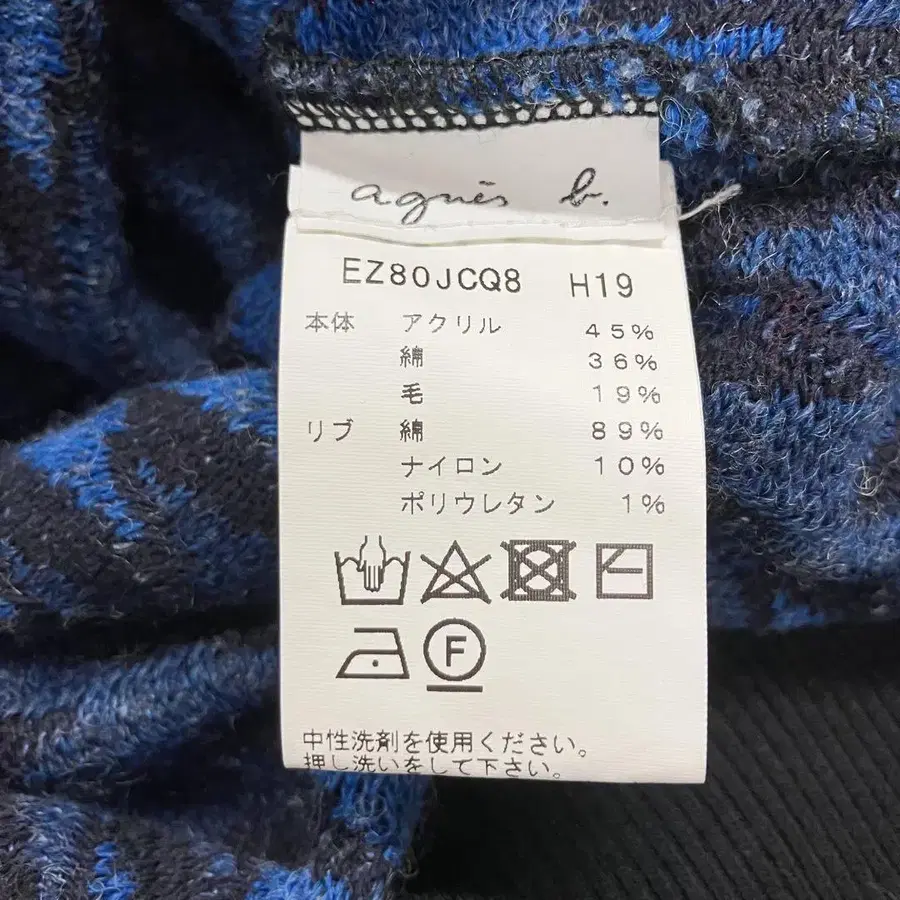 agnès b.
EZ80JCQ8 H19
本体 アクリル 45%
綿 36%
毛 19%
リブ 綿 89%
ナイロン 10%
ポリウレタン 1%
F
中性洗剤を使用ください。
押し洗いをして下さい。